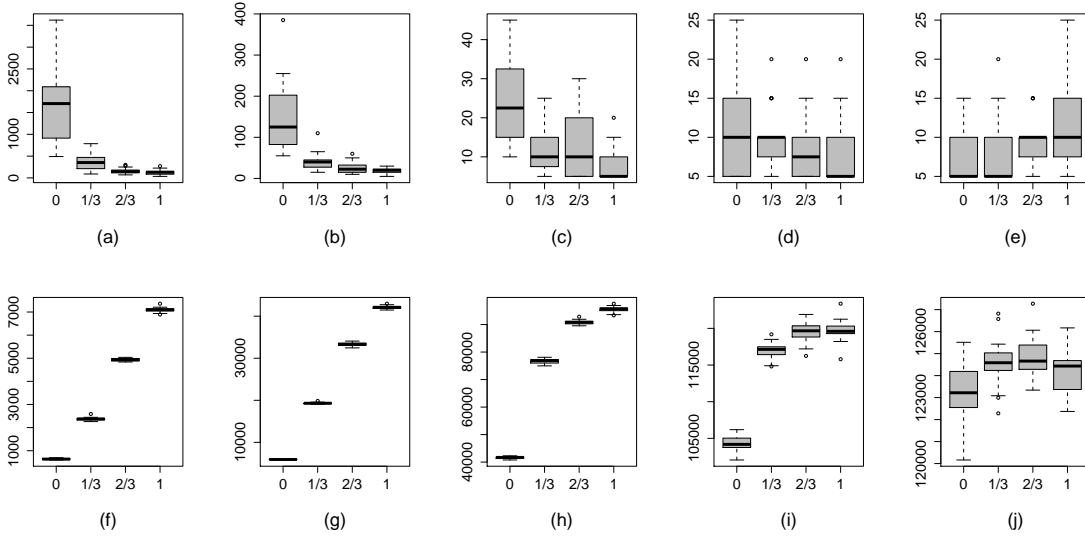 0 1000 2500
0 1/3 2/3 1
(a)
0 100 200 300 400
0 1/3 2/3 1
(b)
10 20 30 40
0 1/3 2/3 1
(c)
5 10 15 20 25
0 1/3 2/3 1
(d)
5 10 15 20 25
0 1/3 2/3 1
(e)
1000 3000 5000 7000
0 1/3 2/3 1
(f)
10000 30000
0 1/3 2/3 1
(g)
40000 60000 80000
0 1/3 2/3 1
(h)
105000 115000
0 1/3 2/3 1
(i)
120000 123000 126000
0 1/3 2/3 1
(j)